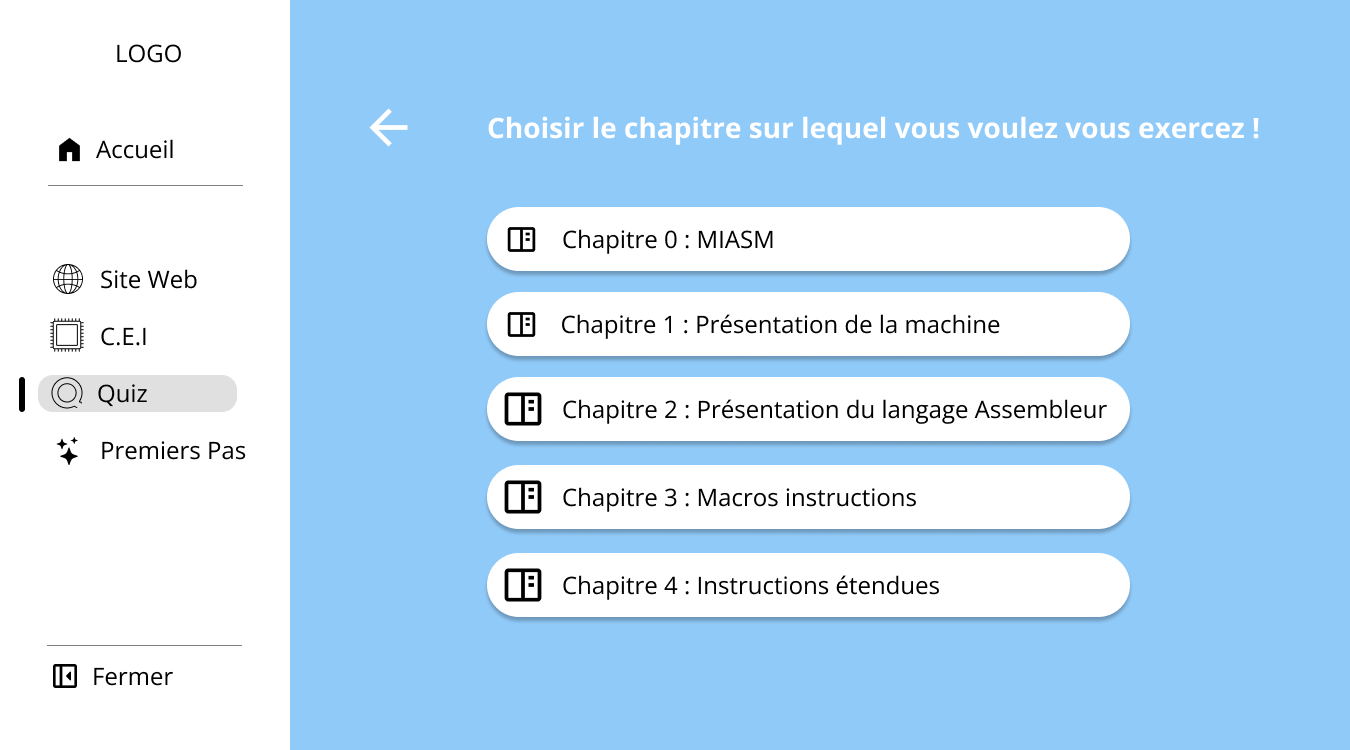 LOGO
Accueil
Site Web
C.E.I
Quiz
Premiers Pas
Fermer
Choisir le chapitre sur lequel vous voulez vous exercez !
Chapitre 0 : MIASM
Chapitre 1 : Présentation de la machine
Chapitre 2 : Présentation du langage Assembleur
Chapitre 3 : Macros instructions
Chapitre 4 : Instructions étendues